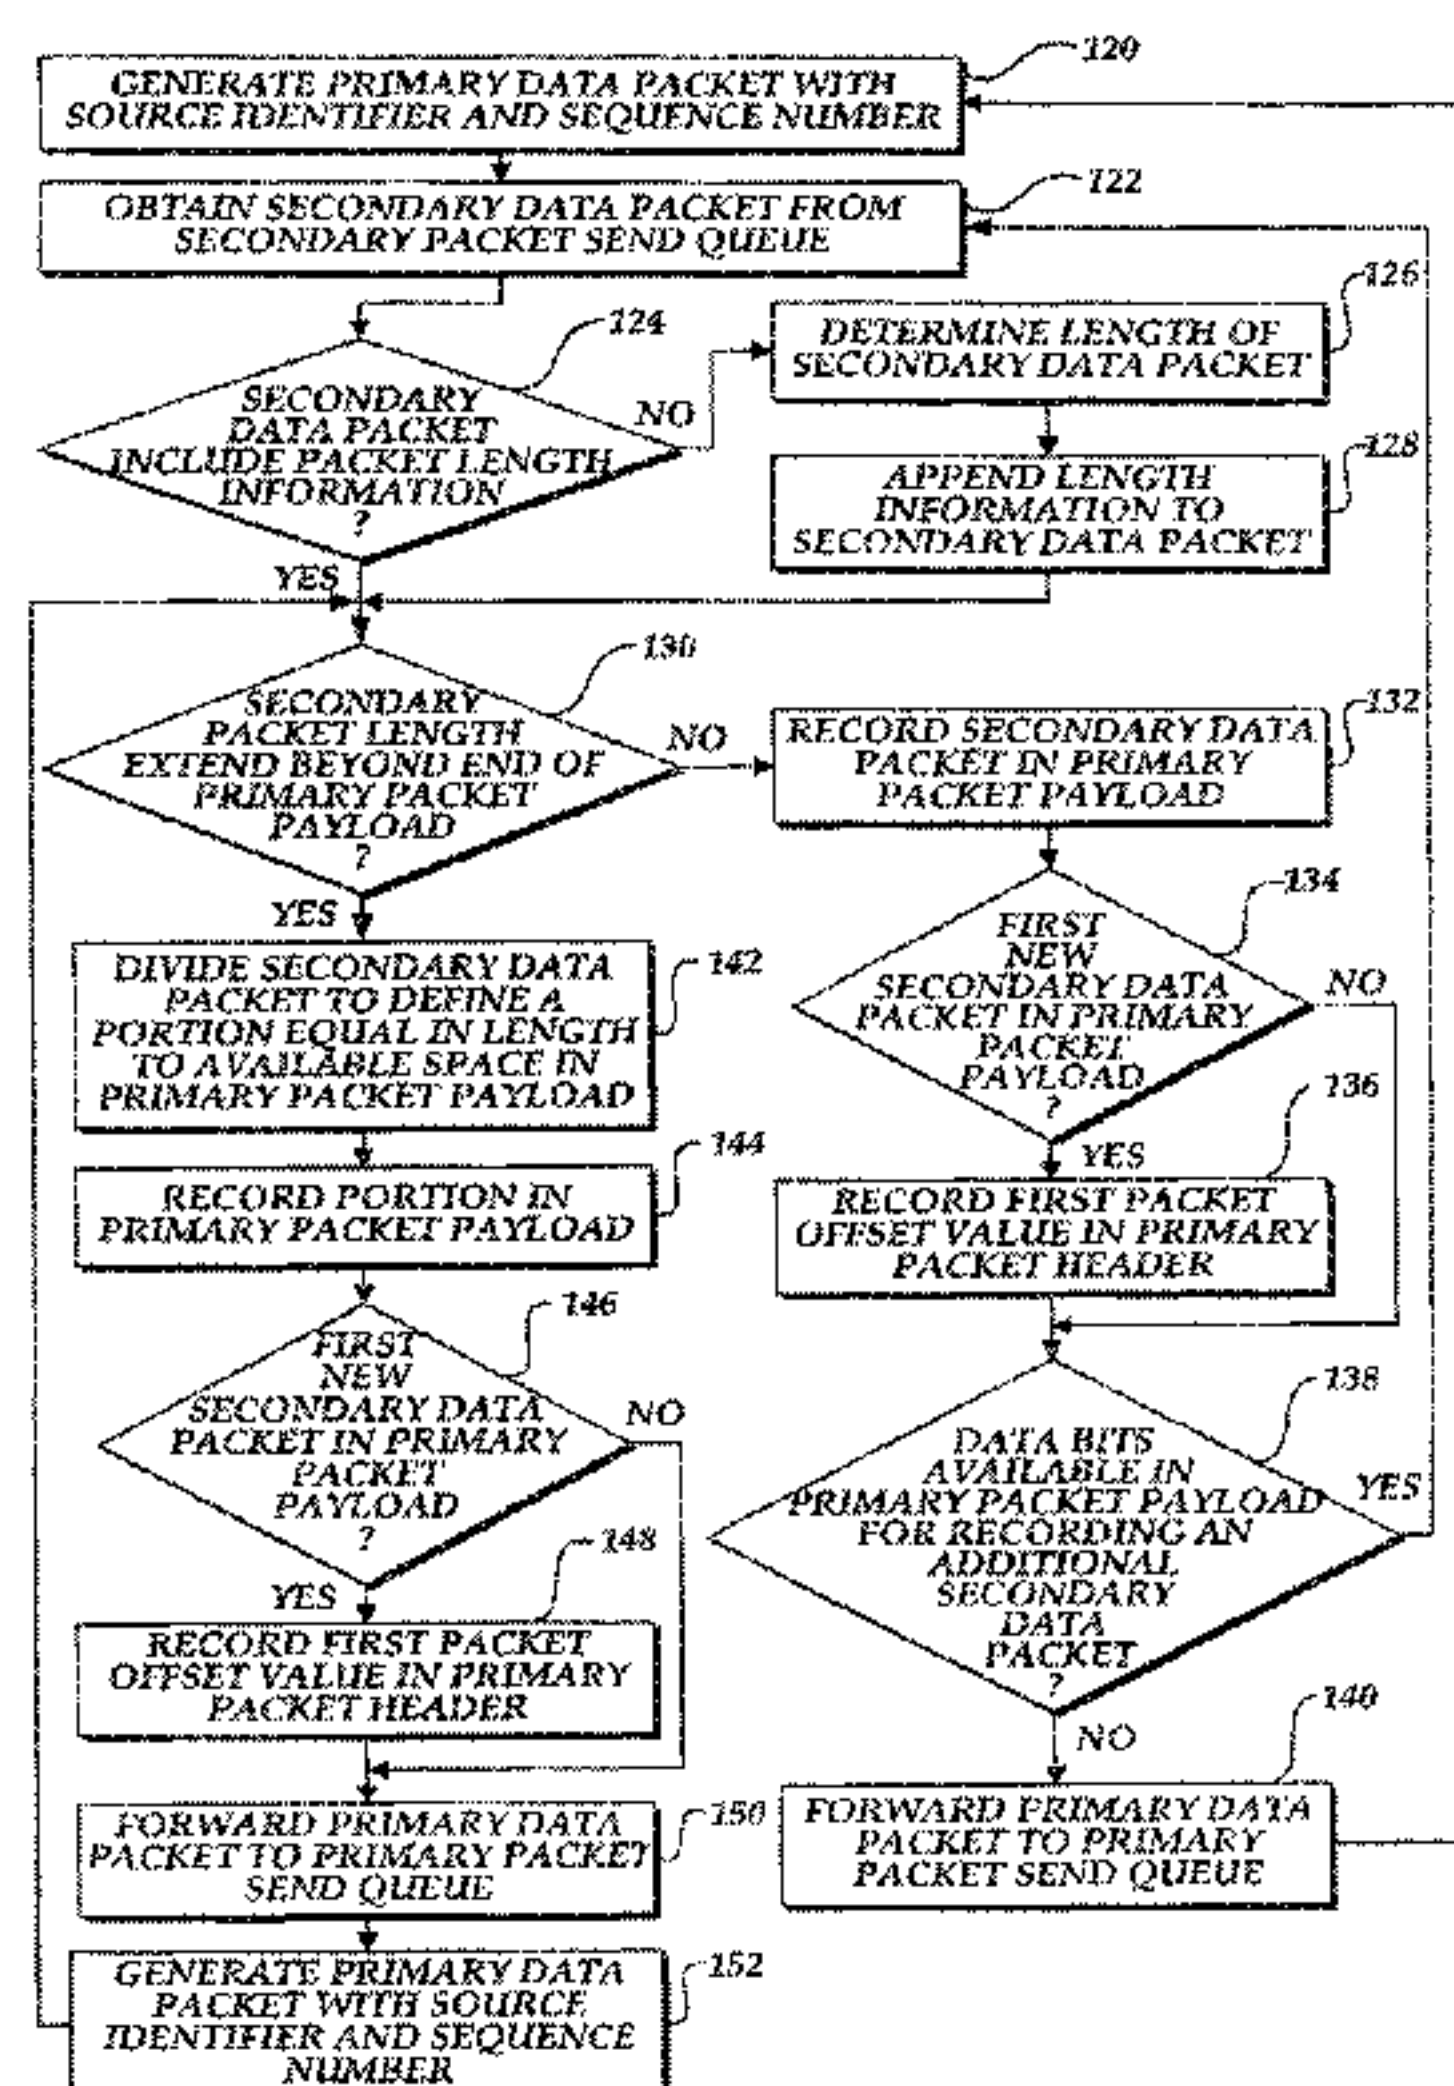 120
GENERATE PRIMARY DATA PACKET WITH
SOURCE IDENTIFIER AND SEQUENCE NUMBER
122
OBTAIN SECONDARY DATA PACKET FROM
SECONDARY PACKET SEND QUEUE
124
SECONDARY
DATA PACKET
INCLUDE PACKET LENGTH
INFORMATION
?
NO
YES
126
DETERMINE LENGTH OF
SECONDARY DATA PACKET
128
APPEND LENGTH
INFORMATION TO
SECONDARY DATA PACKET
130
SECONDARY
PACKET LENGTH
EXTEND BEYOND END OF
PRIMARY PACKET
PAYLOAD
?
NO
YES
132
RECORD SECONDARY DATA
PACKET IN PRIMARY
PACKET PAYLOAD
134
FIRST
NEW
SECONDARY DATA
PACKET IN PRIMARY
PACKET
PAYLOAD
?
NO
YES
136
RECORD FIRST PACKET
OFFSET VALUE IN PRIMARY
PACKET HEADER
138
DATA BITS
AVAILABLE IN
PRIMARY PACKET PAYLOAD
FOR RECORDING AN
ADDITIONAL
SECONDARY
DATA
PACKET
?
YES
NO
140
FORWARD PRIMARY DATA
PACKET TO PRIMARY
PACKET SEND QUEUE
142
DIVIDE SECONDARY DATA
PACKET TO DEFINE A
PORTION EQUAL IN LENGTH
TO AVAILABLE SPACE IN
PRIMARY PACKET PAYLOAD
144
RECORD PORTION IN
PRIMARY PACKET PAYLOAD
146
FIRST
NEW
SECONDARY DATA
PACKET IN PRIMARY
PACKET
PAYLOAD
?
NO
YES
148
RECORD FIRST PACKET
OFFSET VALUE IN PRIMARY
PACKET HEADER
150
FORWARD PRIMARY DATA
PACKET TO PRIMARY PACKET
SEND QUEUE
152
GENERATE PRIMARY DATA
PACKET WITH SOURCE
IDENTIFIER AND SEQUENCE
NUMBER